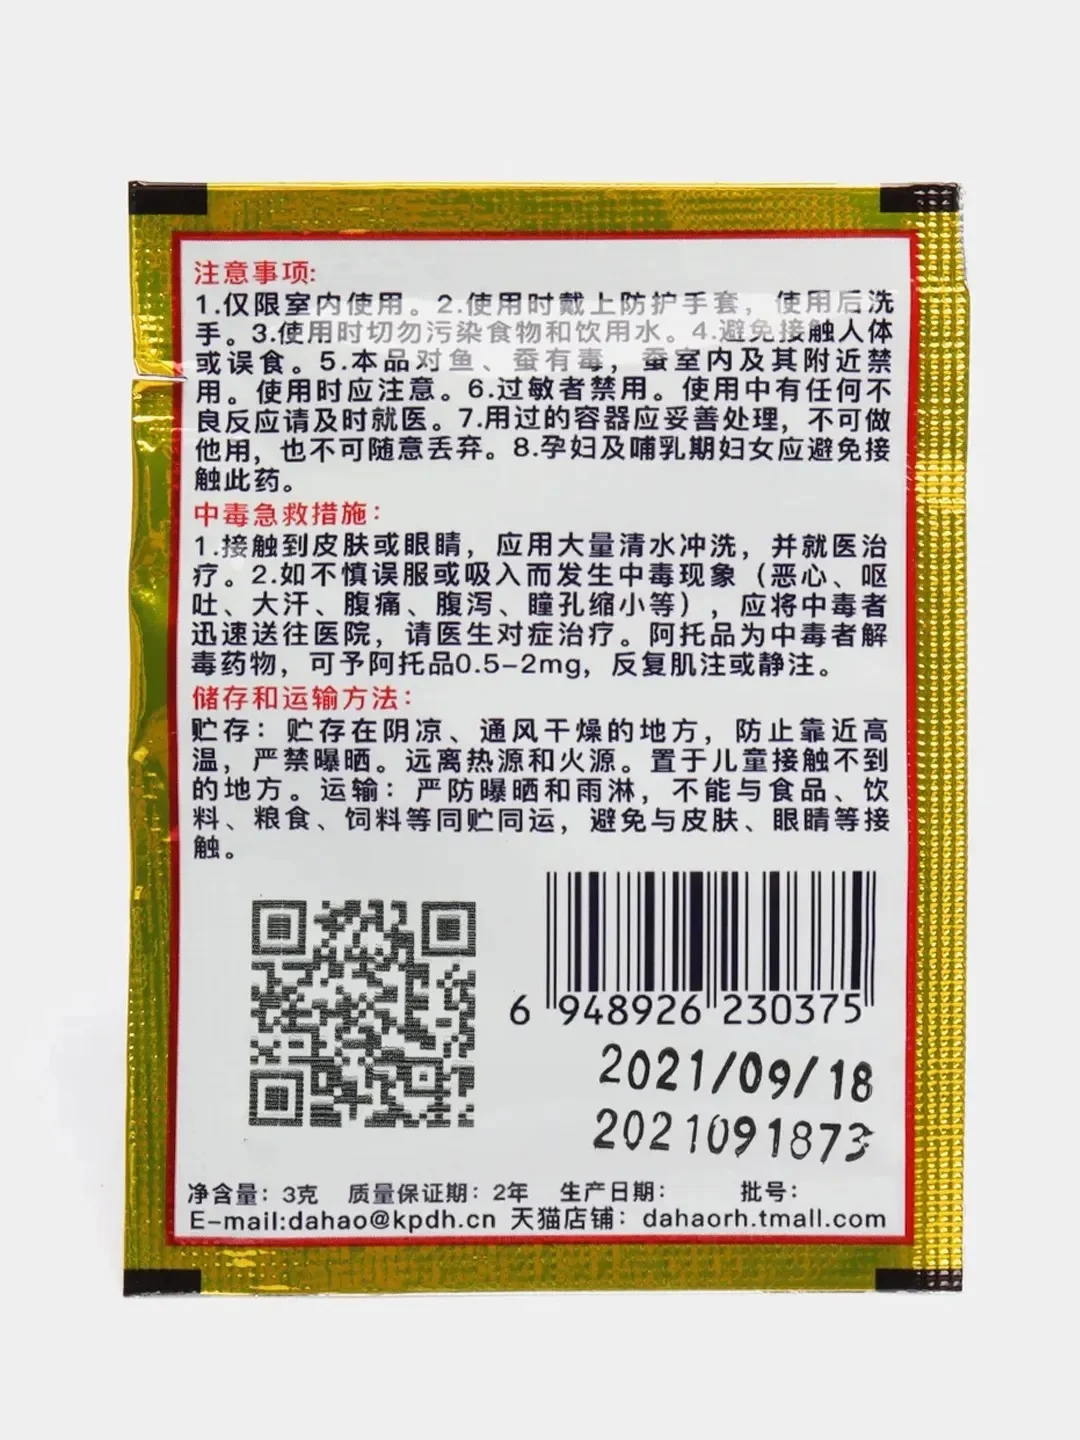 注意事项:
1.仅限室内使用。2.使用时戴上防护手套，使用后洗
手。3.使用时切勿污染食物和饮用水。4.避免接触人体
或误食。5.本品对鱼、蚕有毒，蚕室内及其附近禁
用。使用时应注意。6.过敏者禁用。使用中有任何不
良反应请及时就医。7.用过的容器应妥善处理，不可做
他用，也不可随意丢弃。8.孕妇及哺乳期妇女应避免接
触此药。
中毒急救措施：
1.接触到皮肤或眼睛，应用大量清水冲洗，并就医治
疗。2.如不慎误服或吸入而发生中毒现象（恶心、呕
吐、大汗、腹痛、腹泻、瞳孔缩小等），应将中毒者
迅速送往医院，请医生对症治疗。阿托品为中毒者解
毒药物，可予阿托品0.5-2mg，反复肌注或静注。
储存和运输方法：
贮存：贮存在阴凉、通风干燥的地方，防止靠近高
温，严禁曝晒。远离热源和火源。置于儿童接触不到
的地方。运输：严防曝晒和雨淋，不能与食品、饮
料、粮食、饲料等同贮同运，避免与皮肤、眼睛等接
触。
6 948926 230375
2021/09/18
2021091873
净含量：3克 质量保证期：2年 生产日期： 批号：
E-mail:dahao@kpdh.cn 天猫店铺：dahaorh.tmall.com